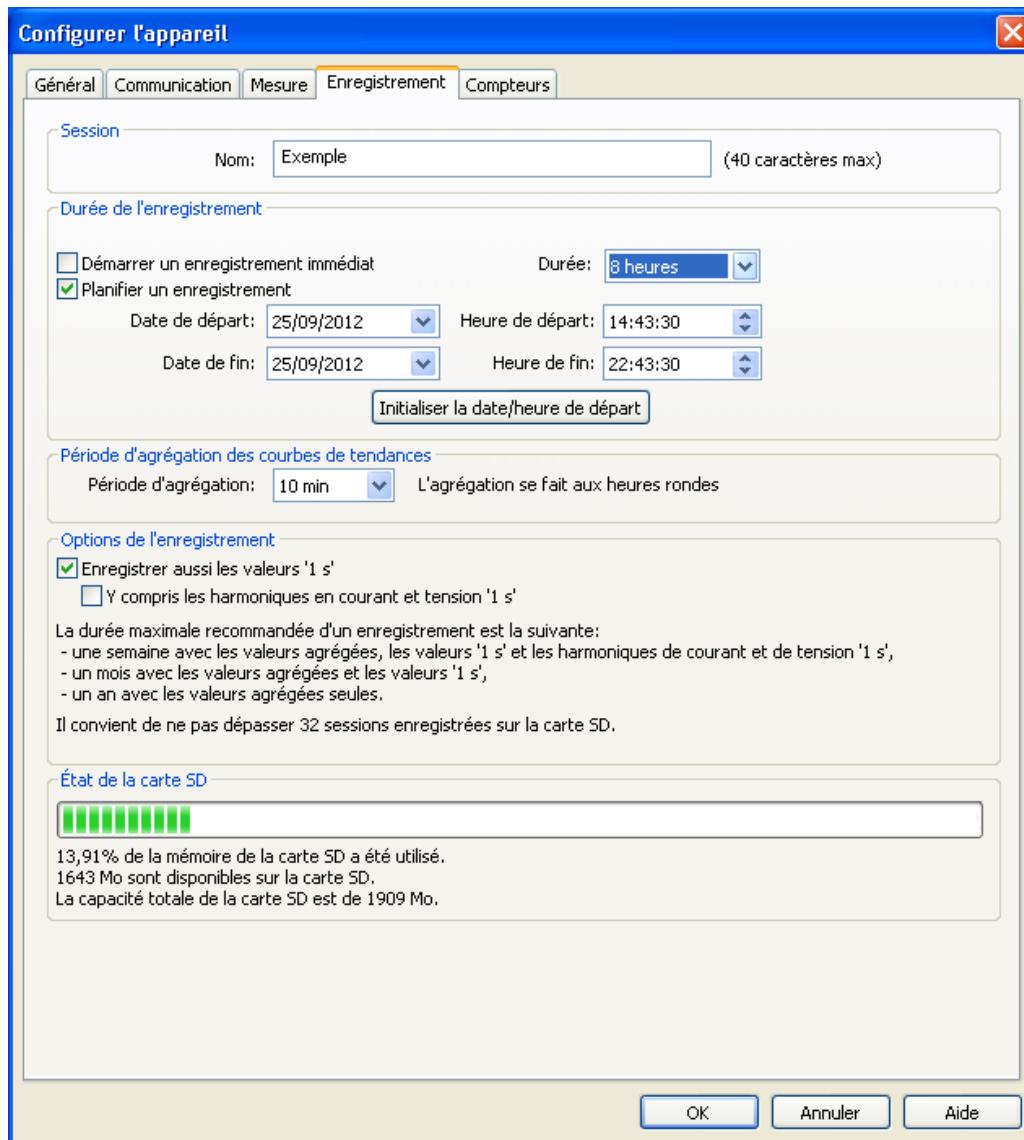 Configurer l'appareil
Général Communication Mesure Enregistrement Compteurs
Session
Nom: Exemple (40 caractères max)
Durée de l'enregistrement
Démarrer un enregistrement immédiat Durée: 8 heures
Planifier un enregistrement
Date de départ: 25/09/2012 Heure de départ: 14:43:30
Date de fin: 25/09/2012 Heure de fin: 22:43:30
Initialiser la date/heure de départ
Période d'agrégation des courbes de tendances
Période d'agrégation: 10 min L'agrégation se fait aux heures rondes
Options de l'enregistrement
Enregistrer aussi les valeurs '1 s'
Y compris les harmoniques en courant et tension '1 s'
La durée maximale recommandée d'un enregistrement est la suivante:
- une semaine avec les valeurs agrégées, les valeurs '1 s' et les harmoniques de courant et de tension '1 s',
- un mois avec les valeurs agrégées et les valeurs '1 s',
- un an avec les valeurs agrégées seules.
Il convient de ne pas dépasser 32 sessions enregistrées sur la carte SD.
État de la carte SD
13,91% de la mémoire de la carte SD a été utilisé.
1643 Mo sont disponibles sur la carte SD.
La capacité totale de la carte SD est de 1909 Mo.
OK Annuler Aide